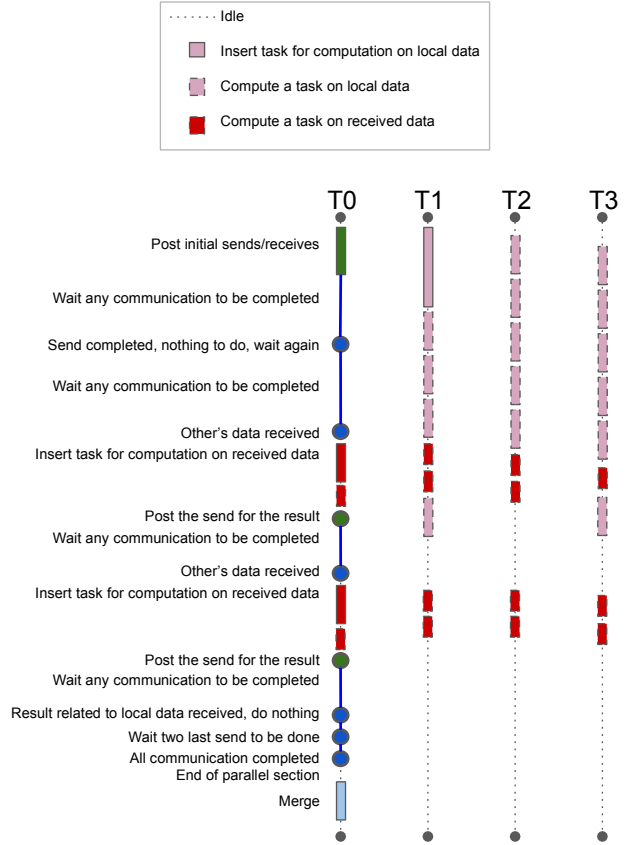 Idle
Insert task for computation on local data
Compute a task on local data
Compute a task on received data
T0 T1 T2 T3
Post initial sends/receives
Wait any communication to be completed
Send completed, nothing to do, wait again
Wait any communication to be completed
Other's data received
Insert task for computation on received data
Post the send for the result
Wait any communication to be completed
Other's data received
Insert task for computation on received data
Post the send for the result
Wait any communication to be completed
Result related to local data received, do nothing
Wait two last send to be done
All communication completed
End of parallel section
Merge